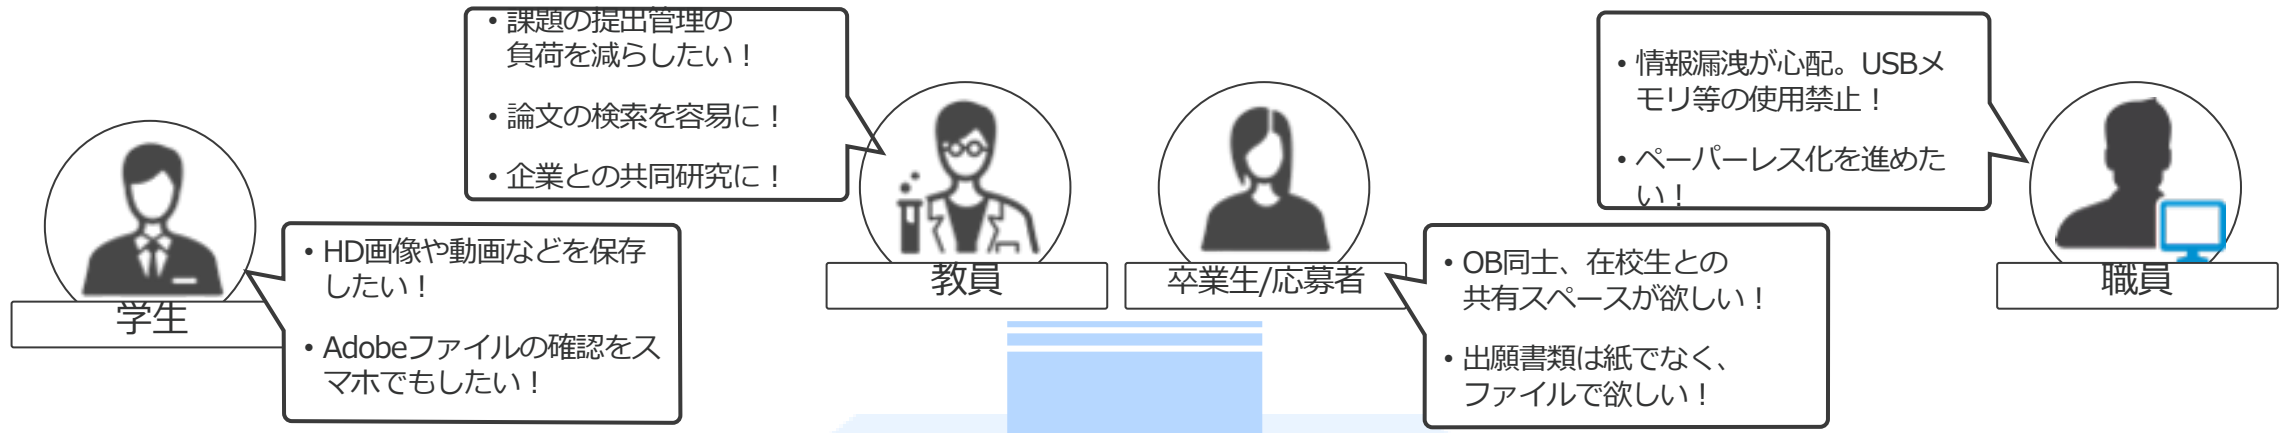 ・課題の提出管理の
負荷を減らしたい！
・論文の検索を容易に！
・企業との共同研究に！
・情報漏洩が心配。USBメ
モリ等の使用禁止！
・ペーパーレス化を進めた
い！
・HD画像や動画などを保存
したい！
・Adobeファイルの確認をス
マホでもしたい！
・OB同士、在校生との
共有スペースが欲しい！
・出願書類は紙でなく、
ファイルで欲しい！
学生
教員
卒業生/応募者
職員